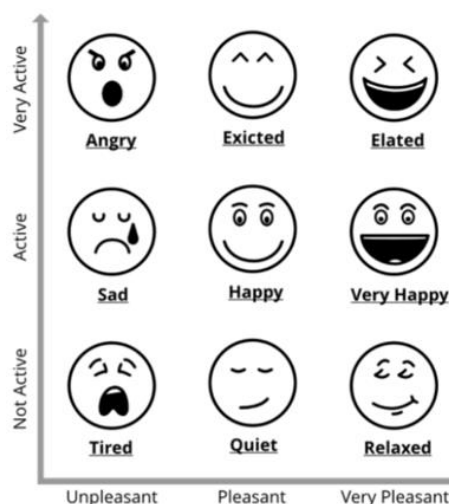 Very Active
Angry
Exicted
Elated
Active
Sad
Happy
Very Happy
Not Active
Tired
Quiet
Relaxed
Unpleasant
Pleasant
Very Pleasant